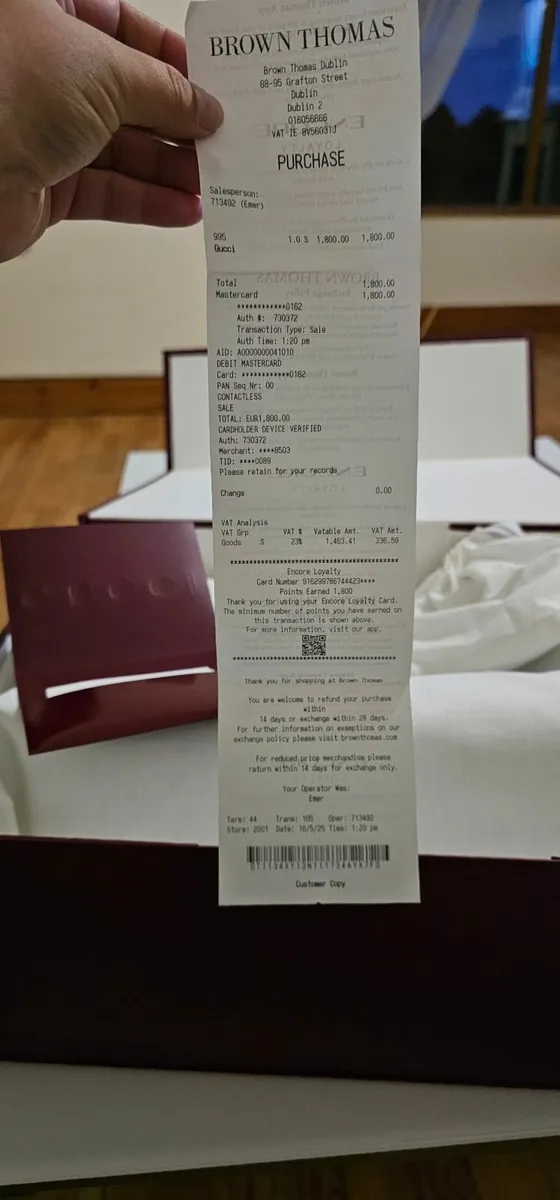 BROWN THOMAS
Brown Thomas Dublin
88-95 Grafton Street
Dublin
Dublin 2
016056666
VAT IE 8V56031J
PURCHASE
Salesperson:
713492 (Emer)
995 1.0 S 1,800.00 1,800.00
Gucci
Total 1,800.00
Mastercard 1,800.00
************0162
Auth #: 730372
Transaction Type: Sale
Auth Time: 1:20 pm
AID: A0000000041010
DEBIT MASTERCARD
Card: ************0162
PAN Seq Nr: 00
CONTACTLESS
SALE
TOTAL: EUR1,800.00
CARDHOLDER DEVICE VERIFIED
Auth: 730372
Merchant: ****8503
TID: ****0089
Please retain for your records
Change 0.00
VAT Analysis
VAT Grp VAT % Vatable Amt. VAT Amt.
Goods S 23% 1,463.41 336.59
Encore Loyalty
Card Number 916299786744423****
Points Earned 1,800
Thank you for using your Encore Loyalty Card.
The minimum number of points you have earned on
this transaction is shown above.
For more information, visit our app.
Thank you for shopping at Brown Thomas
You are welcome to refund your purchase
within
14 days or exchange within 28 days.
For further information on exemptions on our
exchange policy please visit brownthomas.com
For reduced price merchandise please
return within 14 days for exchange only.
Your Operator Was:
Emer
Term: 44 Trans: 105 Oper: 713492
Store: 2001 Date: 16/5/25 Time: 1:20 pm
Customer Copy
GUCCI